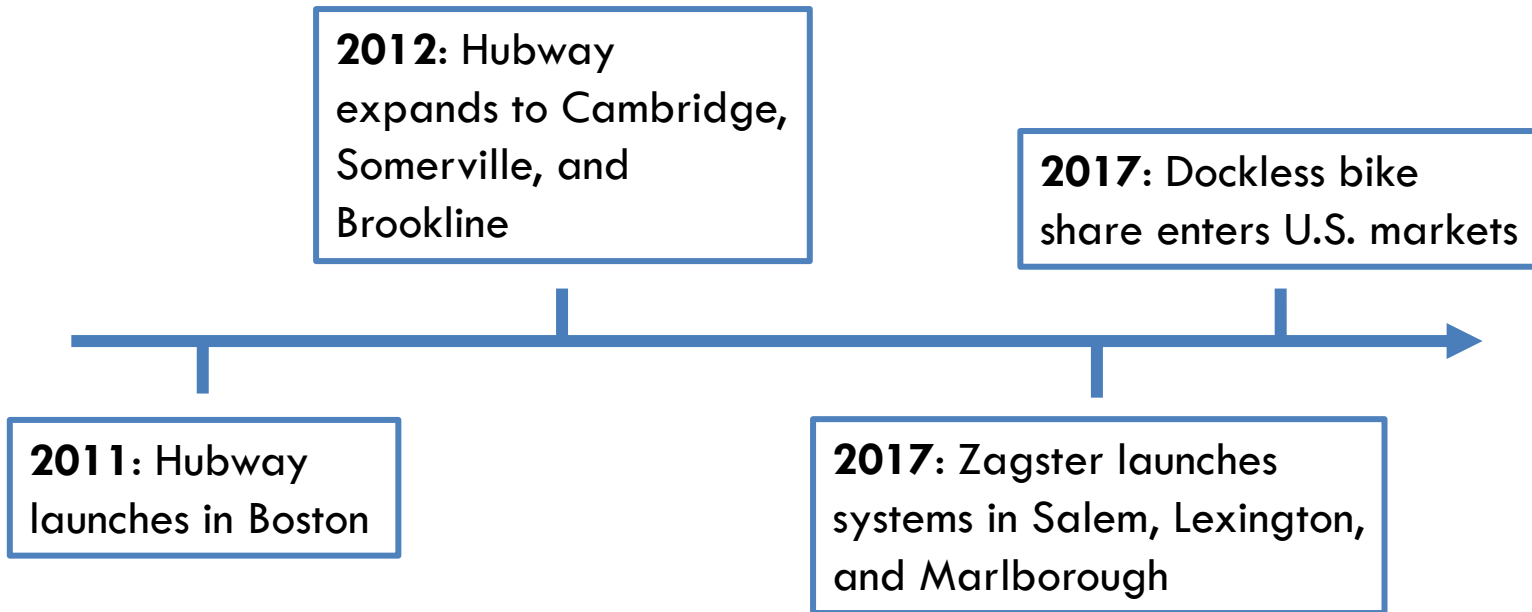 2012: Hubway
expands to Cambridge,
Somerville, and
Brookline
2017: Dockless bike
share enters U.S. markets
2011: Hubway
launches in Boston
2017: Zagster launches
systems in Salem, Lexington,
and Marlborough